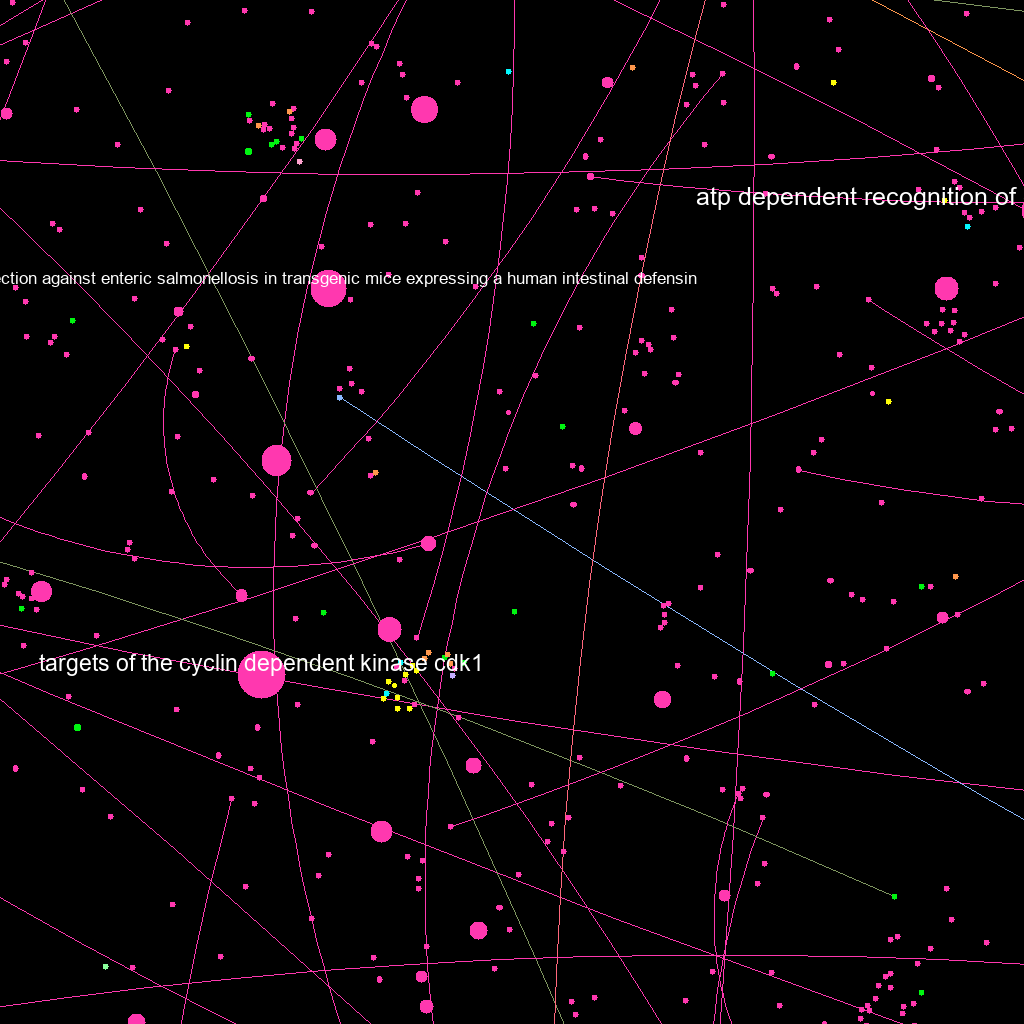 atp dependent recognition of
ection against enteric salmonellosis in transgenic mice expressing a human intestinal defensin
targets of the cyclin dependent kinase cdk1